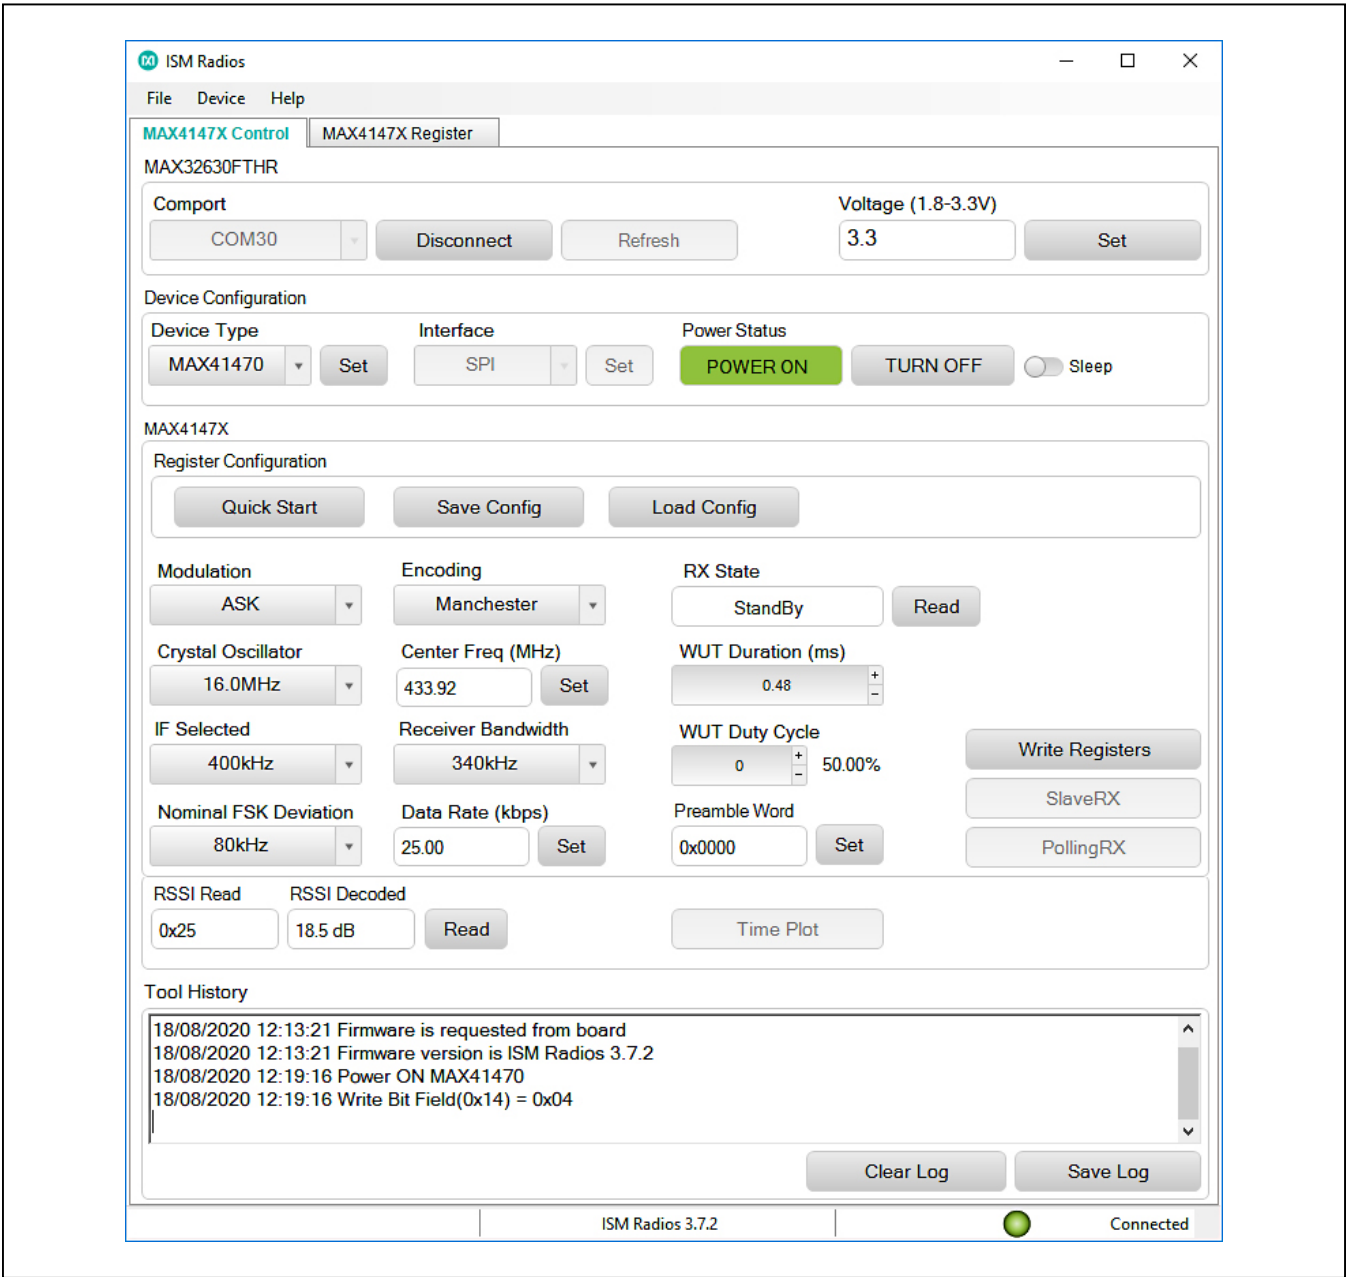 ISM Radios
File Device Help
MAX4147X Control MAX4147X Register
MAX32630FTHR
Comport Voltage (1.8-3.3V)
COM30 Disconnect Refresh 3.3 Set
Device Configuration
Device Type Interface Power Status
MAX41470 Set SPI Set POWER ON TURN OFF Sleep
MAX4147X
Register Configuration
Quick Start Save Config Load Config
Modulation Encoding RX State
ASK Manchester StandBy Read
Crystal Oscillator Center Freq (MHz) WUT Duration (ms)
16.0MHz 433.92 Set 0.48 + −
IF Selected Receiver Bandwidth WUT Duty Cycle
400kHz 340kHz 0 + − 50.00% Write Registers
SlaveRX
Nominal FSK Deviation Data Rate (kbps) Preamble Word
80kHz 25.00 Set 0x0000 Set PollingRX
RSSI Read RSSI Decoded
0x25 18.5 dB Read Time Plot
Tool History
18/08/2020 12:13:21 Firmware is requested from board
18/08/2020 12:13:21 Firmware version is ISM Radios 3.7.2
18/08/2020 12:19:16 Power ON MAX41470
18/08/2020 12:19:16 Write Bit Field(0x14) = 0x04
Clear Log Save Log
ISM Radios 3.7.2 Connected